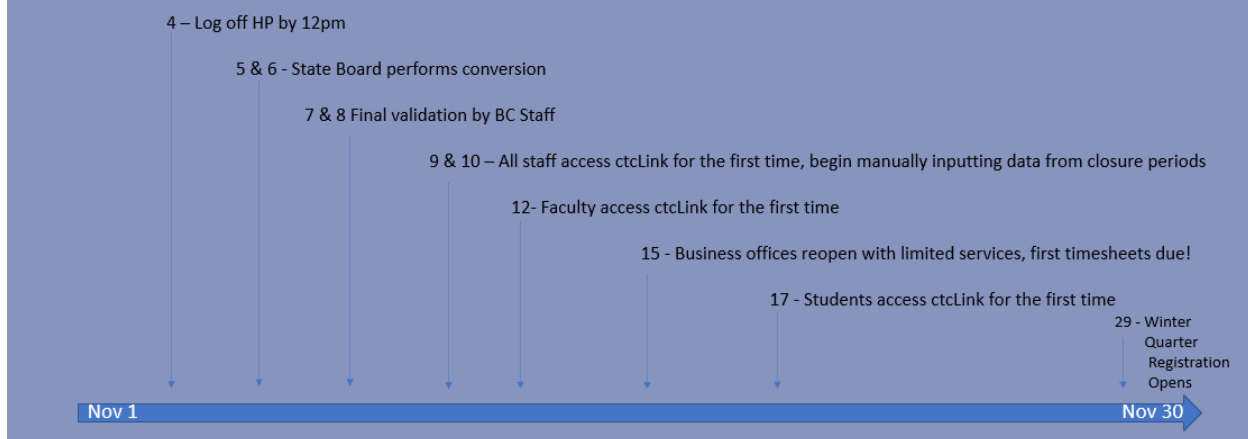 4 – Log off HP by 12pm
5 & 6 - State Board performs conversion
7 & 8 Final validation by BC Staff
9 & 10 – All staff access ctcLink for the first time, begin manually inputting data from closure periods
12- Faculty access ctcLink for the first time
15 - Business offices reopen with limited services, first timesheets due!
17 - Students access ctcLink for the first time
29 - Winter
Quarter
Registration
Opens
Nov 1
Nov 30